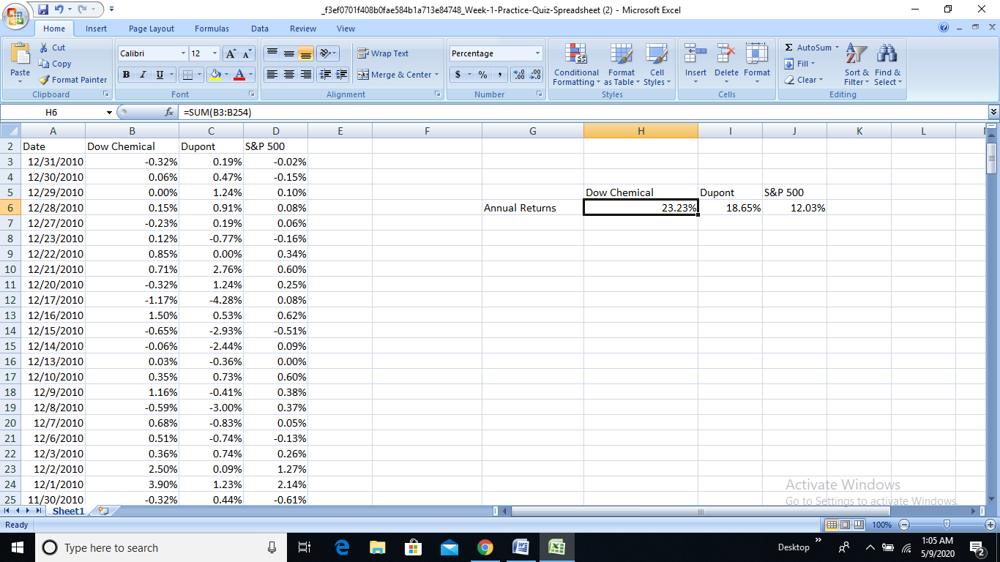 _f3ef0701f408b0fae584b1a713e84748_Week-1-Practice-Quiz-Spreadsheet (2) - Microsoft Excel
Home Insert Page Layout Formulas Data Review View
Paste Cut Copy Format Painter
Calibri 12 A A
B I U A
Wrap Text
Merge & Center
Percentage
$ % , .00 .00
Conditional Formatting Format as Table Cell Styles
Insert Delete Format
Σ AutoSum Fill Clear
Sort & Filter Find & Select
Clipboard Font Alignment Number Styles Cells Editing
H6 fx =SUM(B3:B254)
A B C D E F G H I J K L
2 Date Dow Chemical Dupont S&P 500
3 12/31/2010 -0.32% 0.19% -0.02%
4 12/30/2010 0.06% 0.47% -0.15%
5 12/29/2010 0.00% 1.24% 0.10% Dow Chemical Dupont S&P 500
6 12/28/2010 0.15% 0.91% 0.08% Annual Returns 23.23% 18.65% 12.03%
7 12/27/2010 -0.23% 0.19% 0.06%
8 12/23/2010 0.12% -0.77% -0.16%
9 12/22/2010 0.85% 0.00% 0.34%
10 12/21/2010 0.71% 2.76% 0.60%
11 12/20/2010 -0.32% 1.24% 0.25%
12 12/17/2010 -1.17% -4.28% 0.08%
13 12/16/2010 1.50% 0.53% 0.62%
14 12/15/2010 -0.65% -2.93% -0.51%
15 12/14/2010 -0.06% -2.44% 0.09%
16 12/13/2010 0.03% -0.36% 0.00%
17 12/10/2010 0.35% 0.73% 0.60%
18 12/9/2010 1.16% -0.41% 0.38%
19 12/8/2010 -0.59% -3.00% 0.37%
20 12/7/2010 0.68% -0.83% 0.05%
21 12/6/2010 0.51% -0.74% -0.13%
22 12/3/2010 0.36% 0.74% 0.26%
23 12/2/2010 2.50% 0.09% 1.27%
24 12/1/2010 3.90% 1.23% 2.14%
25 11/30/2010 -0.32% 0.44% -0.61%
Activate Windows
Go to Settings to activate Windows.
Sheet1
Ready 100%
Type here to search
Desktop
1:05 AM
5/9/2020
2